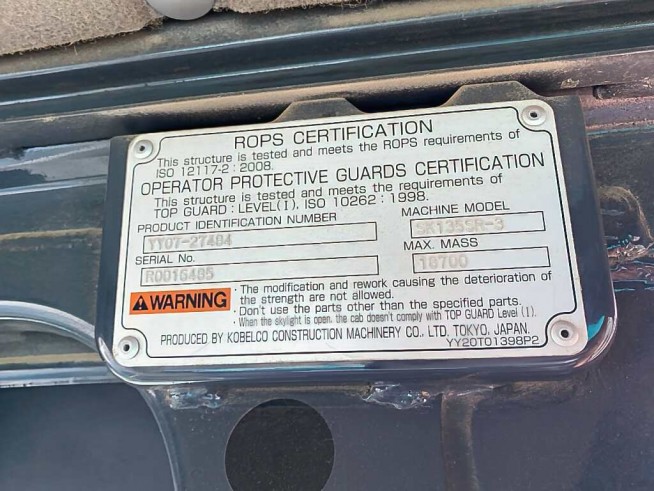 ROPS CERTIFICATION
This structure is tested and meets the ROPS requirements of
ISO 12117-2 : 2008.
OPERATOR PROTECTIVE GUARDS CERTIFICATION
This structure is tested and meets the requirements of
TOP GUARD : LEVEL(I), ISO 10262 : 1998.
PRODUCT IDENTIFICATION NUMBER
YY07-27484
MACHINE MODEL
SK135SR-3
SERIAL No.
R0016485
MAX. MASS
16700
WARNING
· The modification and rework causing the deterioration of
the strength are not allowed.
· Don't use the parts other than the specified parts.
· When the skylight is open, the cab doesn't comply with TOP GUARD Level (I).
PRODUCED BY KOBELCO CONSTRUCTION MACHINERY CO., LTD. TOKYO, JAPAN.
YY20T01398P2